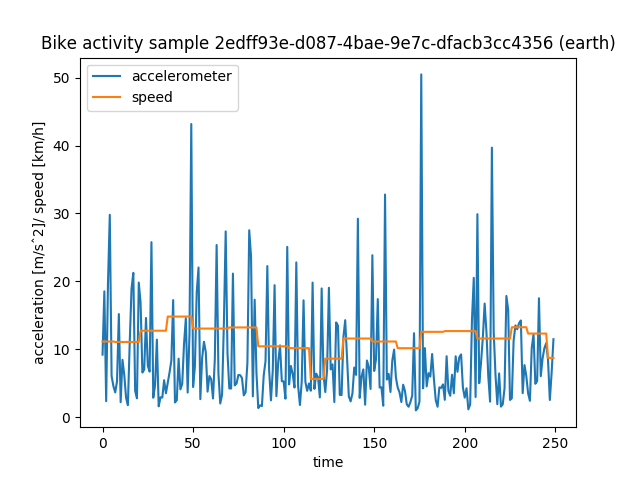 Bike activity sample 2edff93e-d087-4bae-9e7c-dfacb3cc4356 (earth)
accelerometer
speed
acceleration [m/s^2]/ speed [km/h]
50
40
30
20
10
0
0
50
100
150
200
250
time